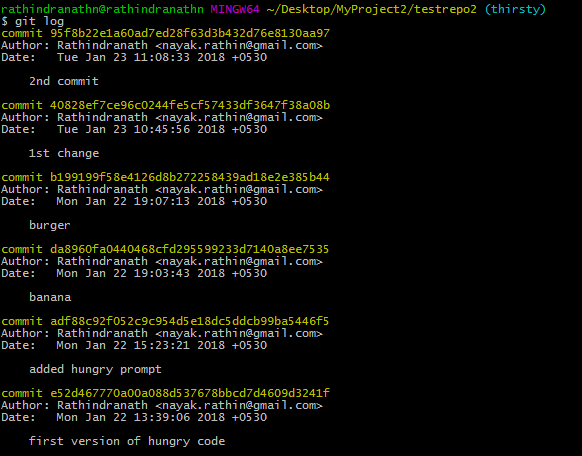 rathindranathn@rathindranathn MINGW64 ~/Desktop/MyProject2/testrepo2 (thirsty)
$ git log
commit 95f8b22e1a60ad7ed28f63d3b432d76e8130aa97
Author: Rathindranath <nayak.rathin@gmail.com>
Date:   Tue Jan 23 11:08:33 2018 +0530
2nd commit
commit 40828ef7ce96c0244fe5cf57433df3647f38a08b
Author: Rathindranath <nayak.rathin@gmail.com>
Date:   Tue Jan 23 10:45:56 2018 +0530
1st change
commit b199199f58e4126d8b272258439ad18e2e385b44
Author: Rathindranath <nayak.rathin@gmail.com>
Date:   Mon Jan 22 19:07:13 2018 +0530
burger
commit da8960fa0440468cfd295599233d7140a8ee7535
Author: Rathindranath <nayak.rathin@gmail.com>
Date:   Mon Jan 22 19:03:43 2018 +0530
banana
commit adf88c92f052c9c954d5e18dc5ddcb99ba5446f5
Author: Rathindranath <nayak.rathin@gmail.com>
Date:   Mon Jan 22 15:23:21 2018 +0530
added hungry prompt
commit e52d467770a00a088d537678bbcd7d4609d3241f
Author: Rathindranath <nayak.rathin@gmail.com>
Date:   Mon Jan 22 13:39:06 2018 +0530
first version of hungry code